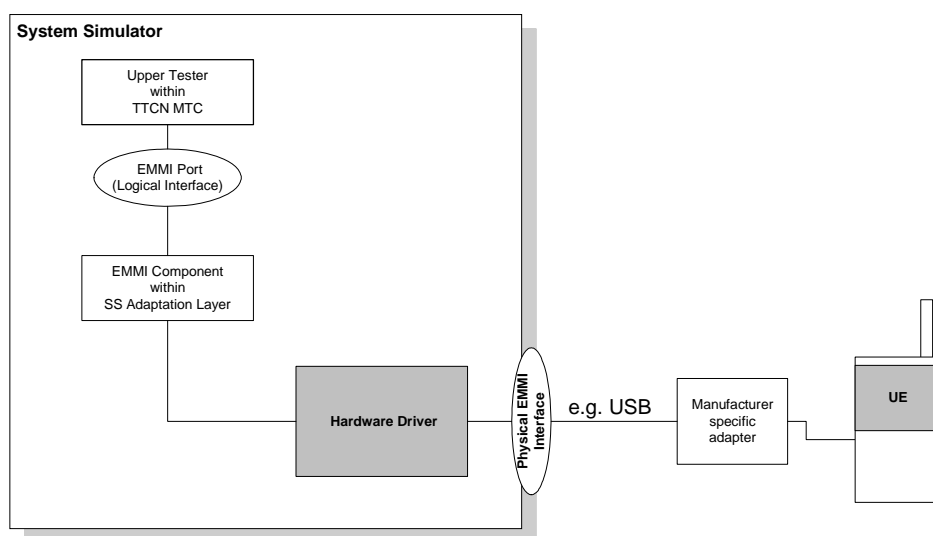 System Simulator
Upper Tester
within
TTCN MTC
EMMI Port
(Logical Interface)
EMMI Component
within
SS Adaptation Layer
Hardware Driver
Physical EMMI
Interface
e.g. USB
Manufacturer
specific
adapter
UE